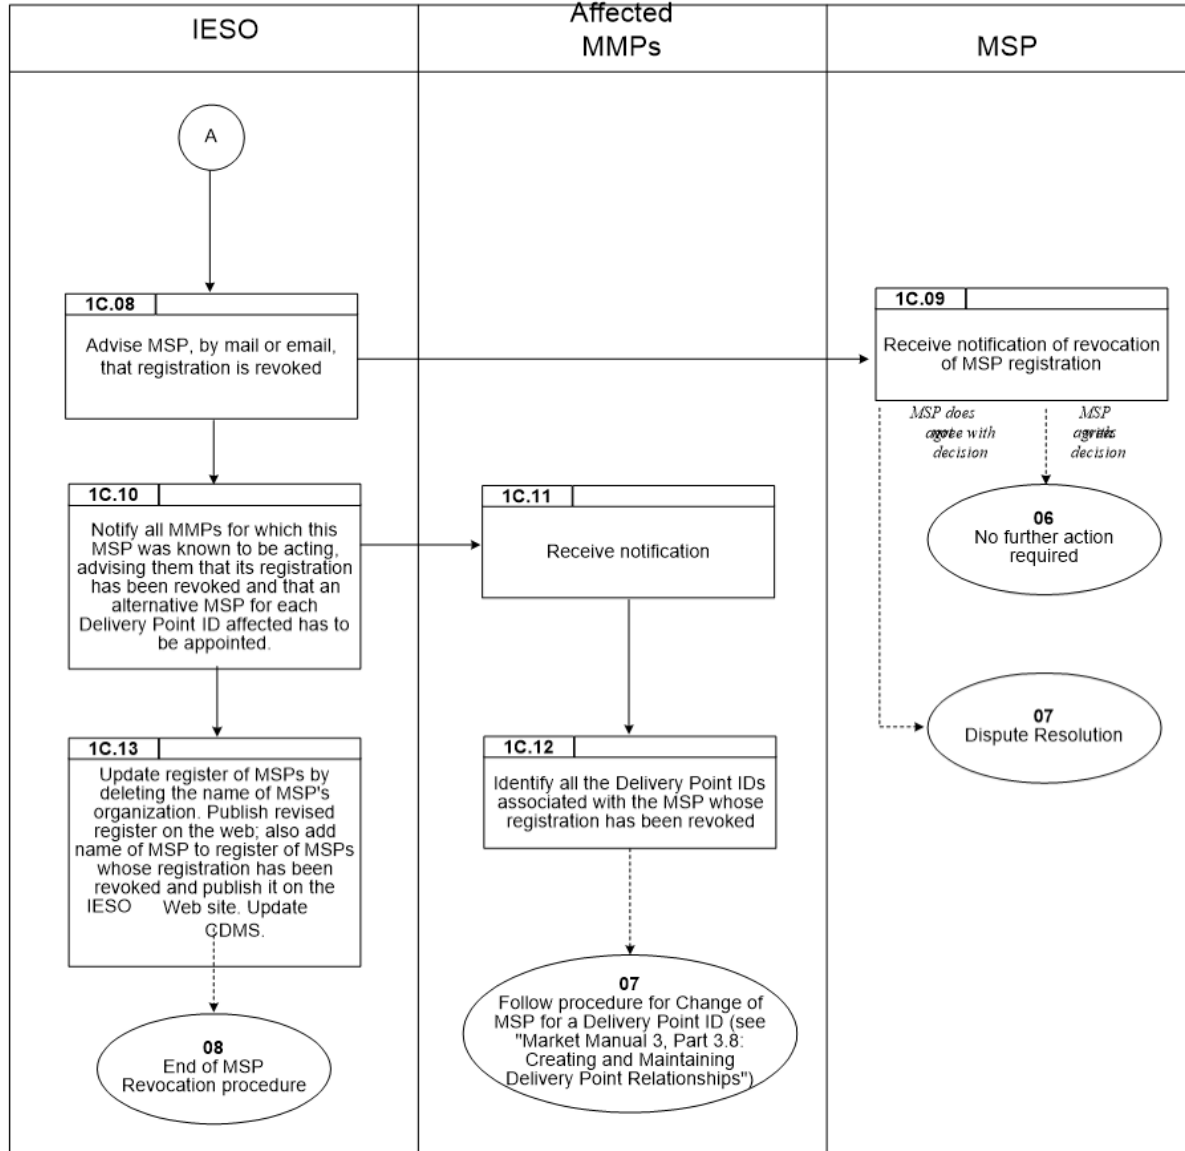 IESO
Affected
MMPs
MSP
A
1C.08
Advise MSP, by mail or email,
that registration is revoked
1C.09
Receive notification of revocation
of MSP registration
MSP does
agree with
decision
MSP
decision
1C.10
Notify all MMPs for which this
MSP was known to be acting,
advising them that its registration
has been revoked and that an
alternative MSP for each
Delivery Point ID affected has to
be appointed.
1C.11
Receive notification
06
No further action
required
07
Dispute Resolution
1C.13
Update register of MSPs by
deleting the name of MSP's
organization. Publish revised
register on the web; also add
name of MSP to register of MSPs
whose registration has been
revoked and publish it on the
IESO Web site. Update
CDMS.
1C.12
Identify all the Delivery Point IDs
associated with the MSP whose
registration has been revoked
08
End of MSP
Revocation procedure
07
Follow procedure for Change of
MSP for a Delivery Point ID (see
"Market Manual 3, Part 3.8:
Creating and Maintaining
Delivery Point Relationships")